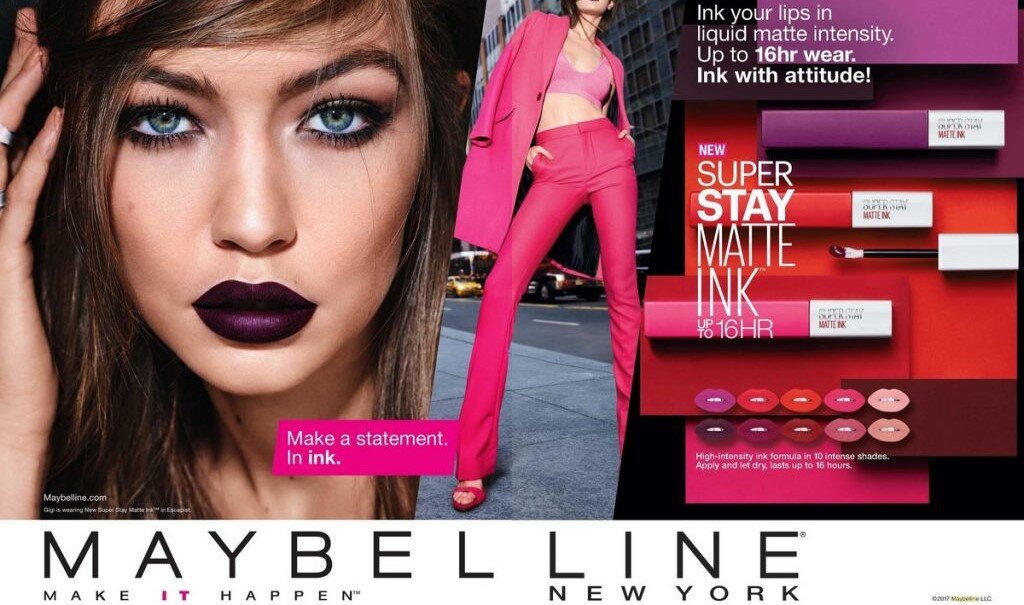 Ink your lips in
liquid matte intensity.
Up to 16hr wear.
Ink with attitude!
SUPER STAY
MATTE INK
NEW
SUPER
STAY
MATTE
INK™
UP TO 16HR
SUPER STAY
MATTE INK
SUPER STAY
MATTE INK
Make a statement.
In ink.
High-intensity ink formula in 10 intense shades.
Apply and let dry, lasts up to 16 hours.
Maybelline.com
Gigi is wearing New Super Stay Matte Ink™ in Escapist.
MAYBELLINE®
MAKE IT HAPPEN™ NEW YORK
©2017 Maybelline LLC.